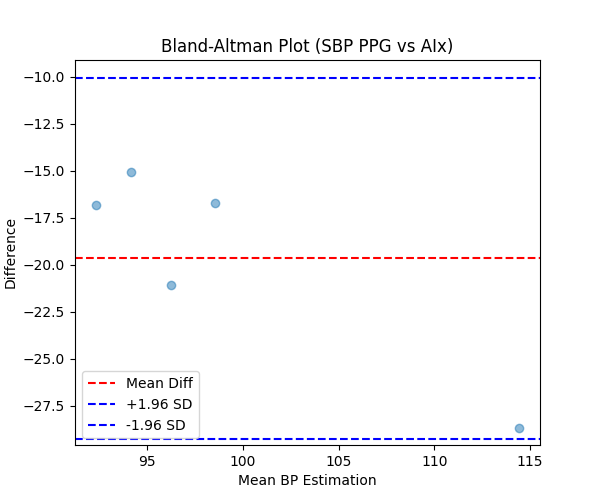 Bland-Altman Plot (SBP PPG vs AIx)
−10.0
−12.5
−15.0
−17.5
−20.0
−22.5
−25.0
−27.5
Difference
Mean Diff
+1.96 SD
-1.96 SD
95
100
105
110
115
Mean BP Estimation